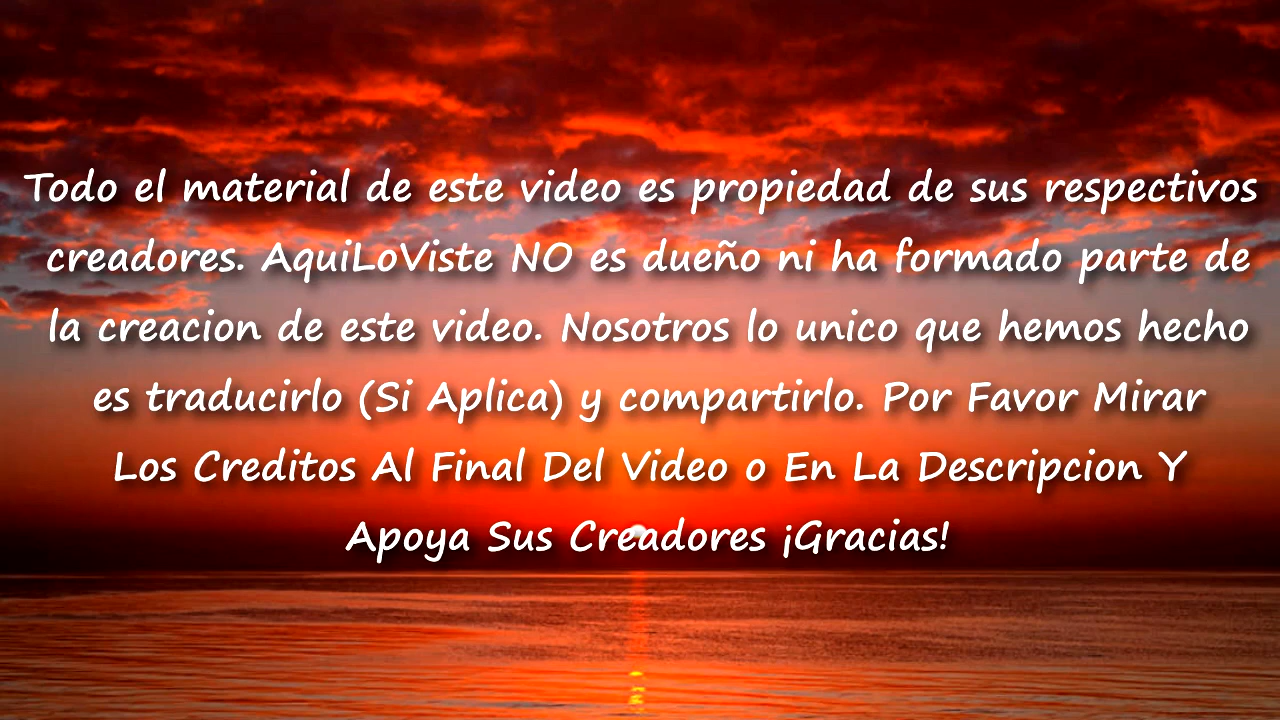 Todo el material de este video es propiedad de sus respectivos
creadores. AquiLoViste NO es dueño ni ha formado parte de
la creacion de este video. Nosotros lo unico que hemos hecho
es traducirlo (Si Aplica) y compartirlo. Por Favor Mirar
Los Creditos Al Final Del Video o En La Descripcion Y
Apoya Sus Creadores ¡Gracias!